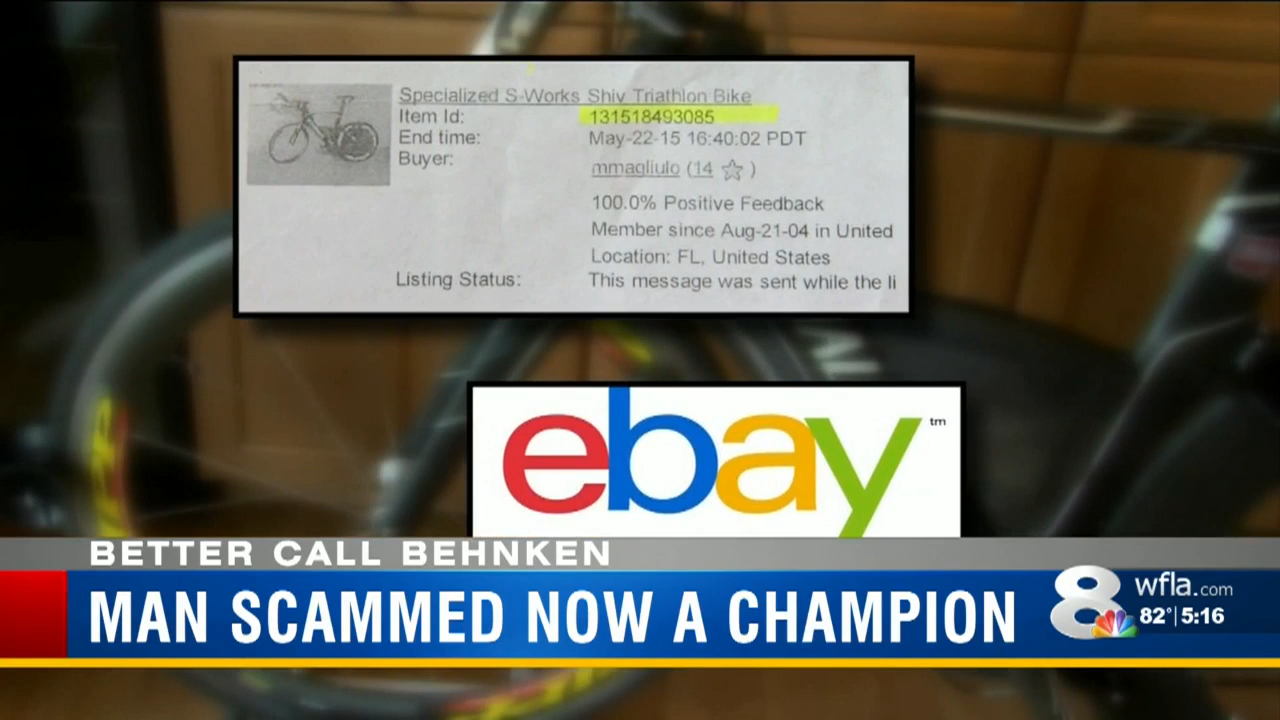 Specialized S-Works Shiv Triathlon Bike
Item Id: 131518493085
End time: May-22-15 16:40:02 PDT
Buyer: mmagliulo (14 ☆ )
100.0% Positive Feedback
Member since Aug-21-04 in United
Location: FL, United States
Listing Status: This message was sent while the li
ebay™
BETTER CALL BEHNKEN
MAN SCAMMED NOW A CHAMPION
8 wfla.com
82° | 5:16